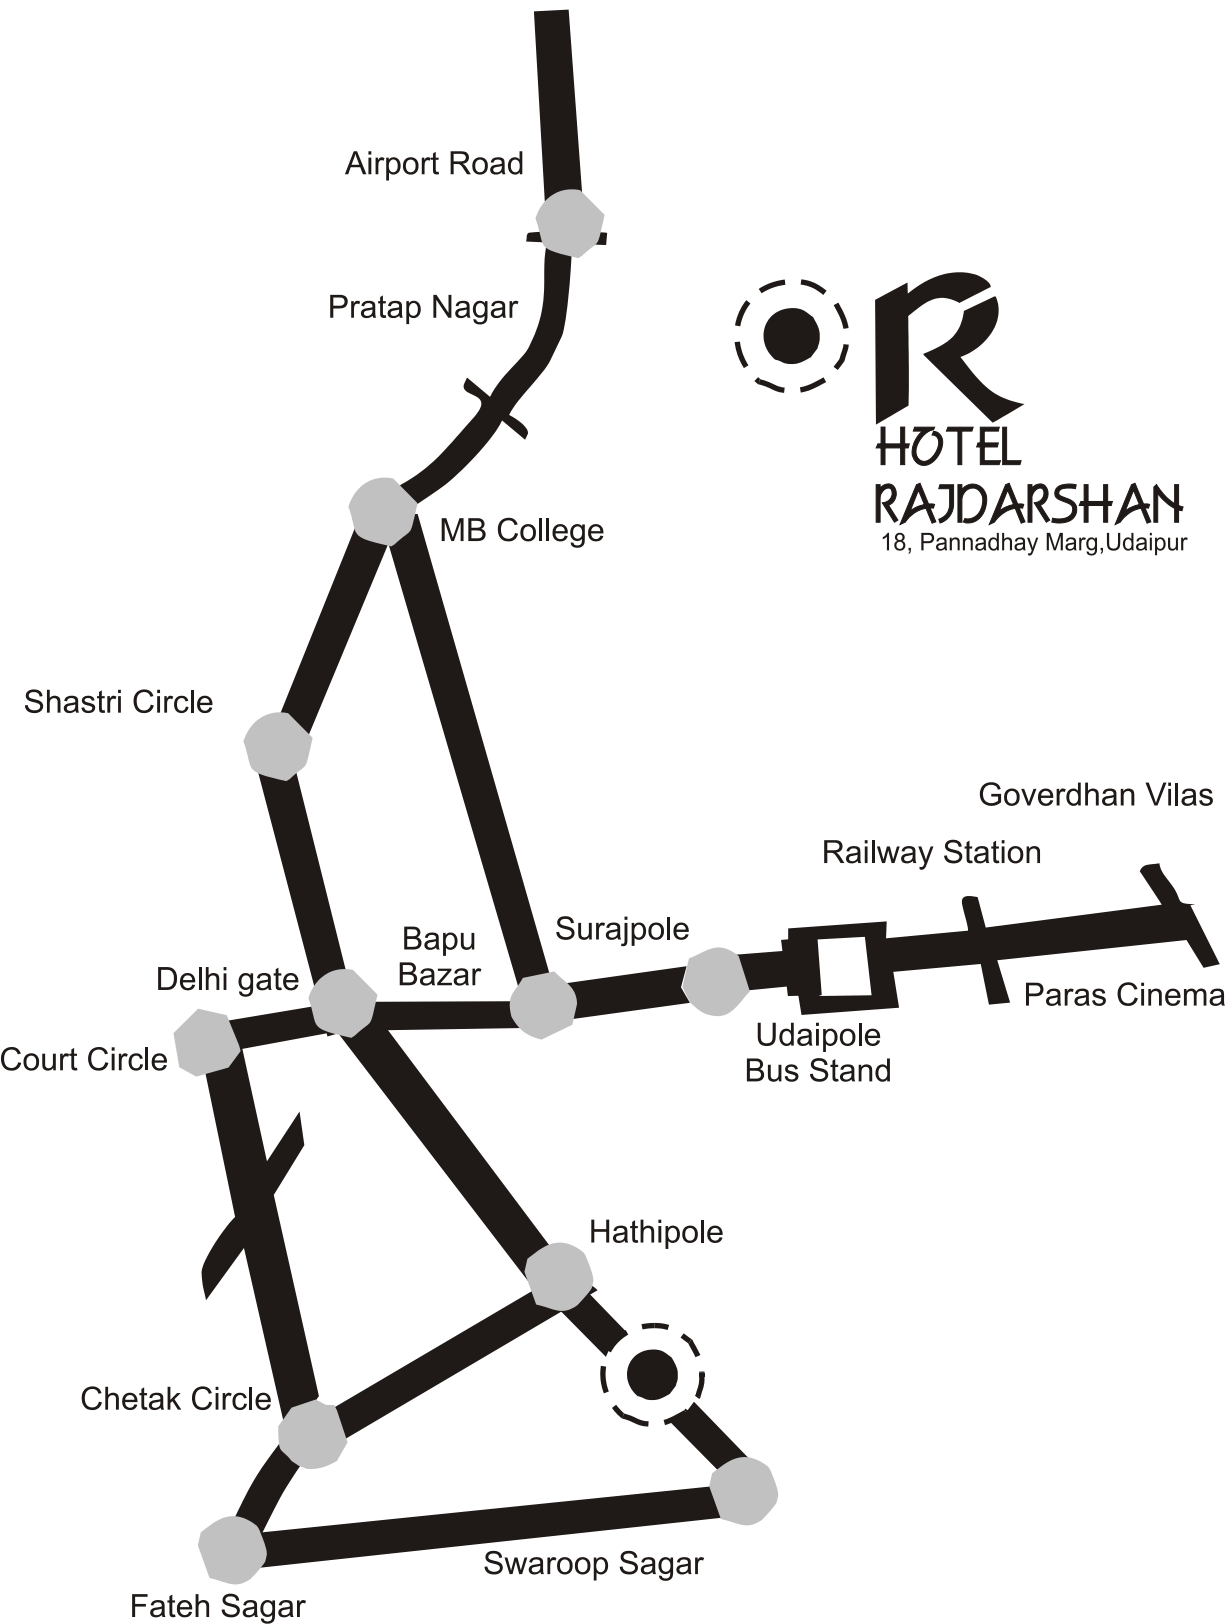 Airport Road
Pratap Nagar
R
HOTEL
RAJDARSHAN
18, Pannadhay Marg,Udaipur
MB College
Shastri Circle
Goverdhan Vilas
Railway Station
Surajpole
Bapu
Bazar
Delhi gate
Paras Cinema
Udaipole
Bus Stand
Court Circle
Hathipole
Chetak Circle
Swaroop Sagar
Fateh Sagar